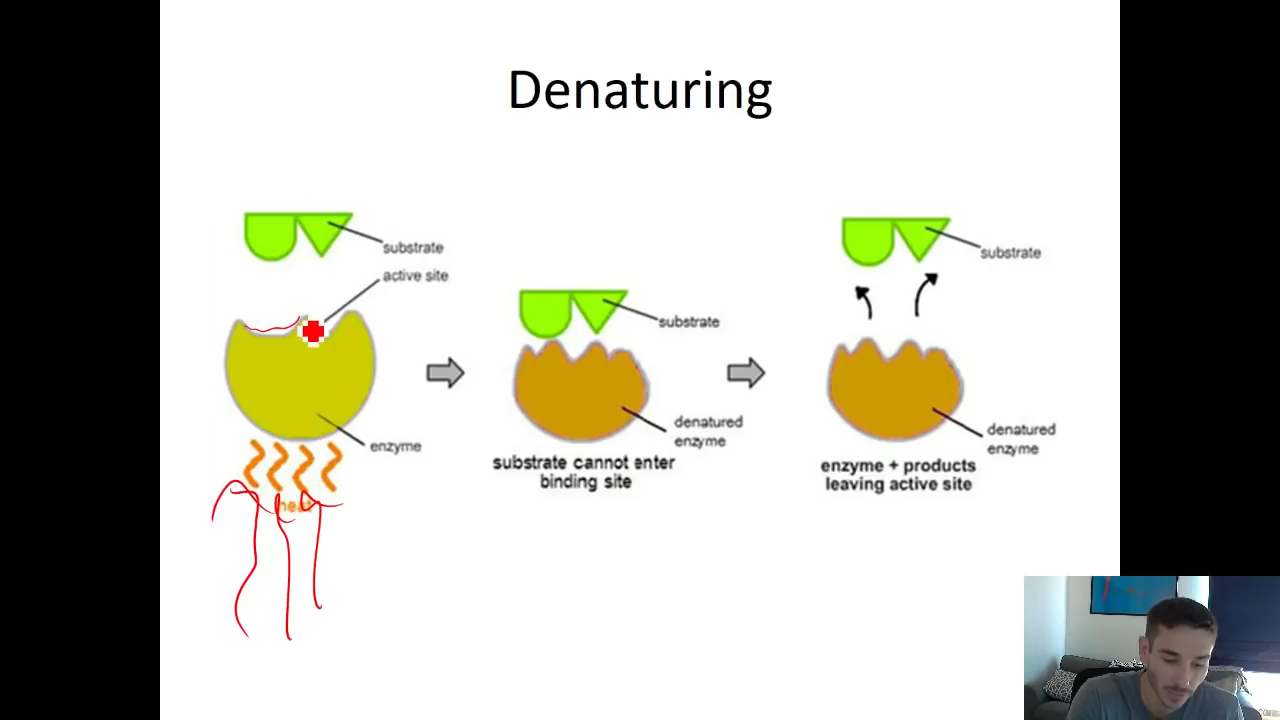 Denaturing
substrate
active site
enzyme
heat
substrate
denatured
enzyme
substrate cannot enter
binding site
substrate
denatured
enzyme
enzyme + products
leaving active site